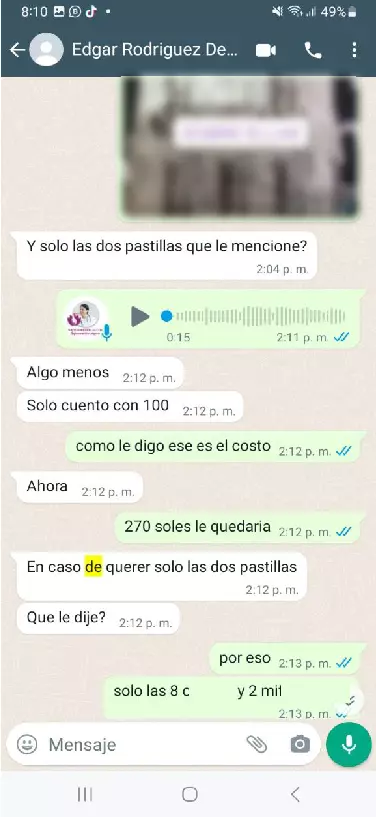 8:10 49%
Edgar Rodriguez De...
Y solo las dos pastillas que le mencione?
2:04 p. m.
0:15 2:11 p. m.
Algo menos 2:12 p. m.
Solo cuento con 100 2:12 p. m.
como le digo ese es el costo 2:12 p. m.
Ahora 2:12 p. m.
270 soles le quedaria 2:12 p. m.
En caso de querer solo las dos pastillas
2:12 p. m.
Que le dije? 2:12 p. m.
por eso 2:13 p. m.
solo las 8 c y 2 mif
2:13 p. m.
Mensaje